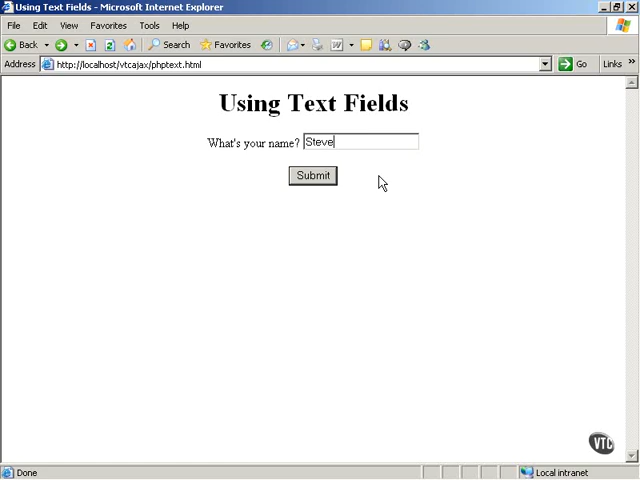 Using Text Fields - Microsoft Internet Explorer
File Edit View Favorites Tools Help
Back Search Favorites W
Address http://localhost/vtcajax/phptext.html Go Links »
Using Text Fields
What's your name? Steve
Submit
VTC
Done Local intranet